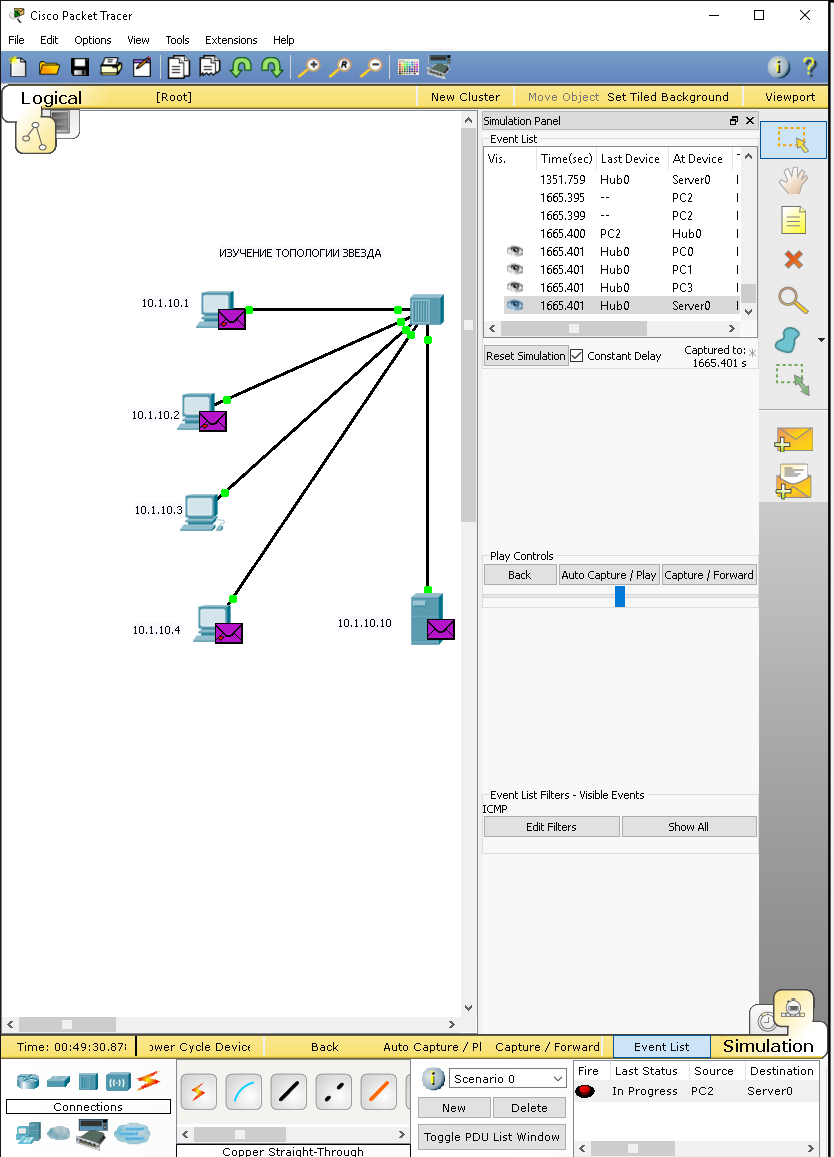 Cisco Packet Tracer
File Edit Options View Tools Extensions Help
Logical [Root] New Cluster Move Object Set Tiled Background Viewport
ИЗУЧЕНИЕ ТОПОЛОГИИ ЗВЕЗДА
10.1.10.1
10.1.10.2
10.1.10.3
10.1.10.4
10.1.10.10
Simulation Panel
Event List
Vis. Time(sec) Last Device At Device
1351.759 Hub0 Server0
1665.395 -- PC2
1665.399 -- PC2
1665.400 PC2 Hub0
1665.401 Hub0 PC0
1665.401 Hub0 PC1
1665.401 Hub0 PC3
1665.401 Hub0 Server0
Reset Simulation Constant Delay Captured to:
1665.401 s
Play Controls
Back Auto Capture / Play Capture / Forward
Event List Filters - Visible Events
ICMP
Edit Filters Show All
Time: 00:49:30.87 ower Cycle Device Back Auto Capture / Pl Capture / Forward Event List Simulation
Connections
Copper Straight-Through
Scenario 0
New Delete
Toggle PDU List Window
Fire Last Status Source Destination
In Progress PC2 Server0